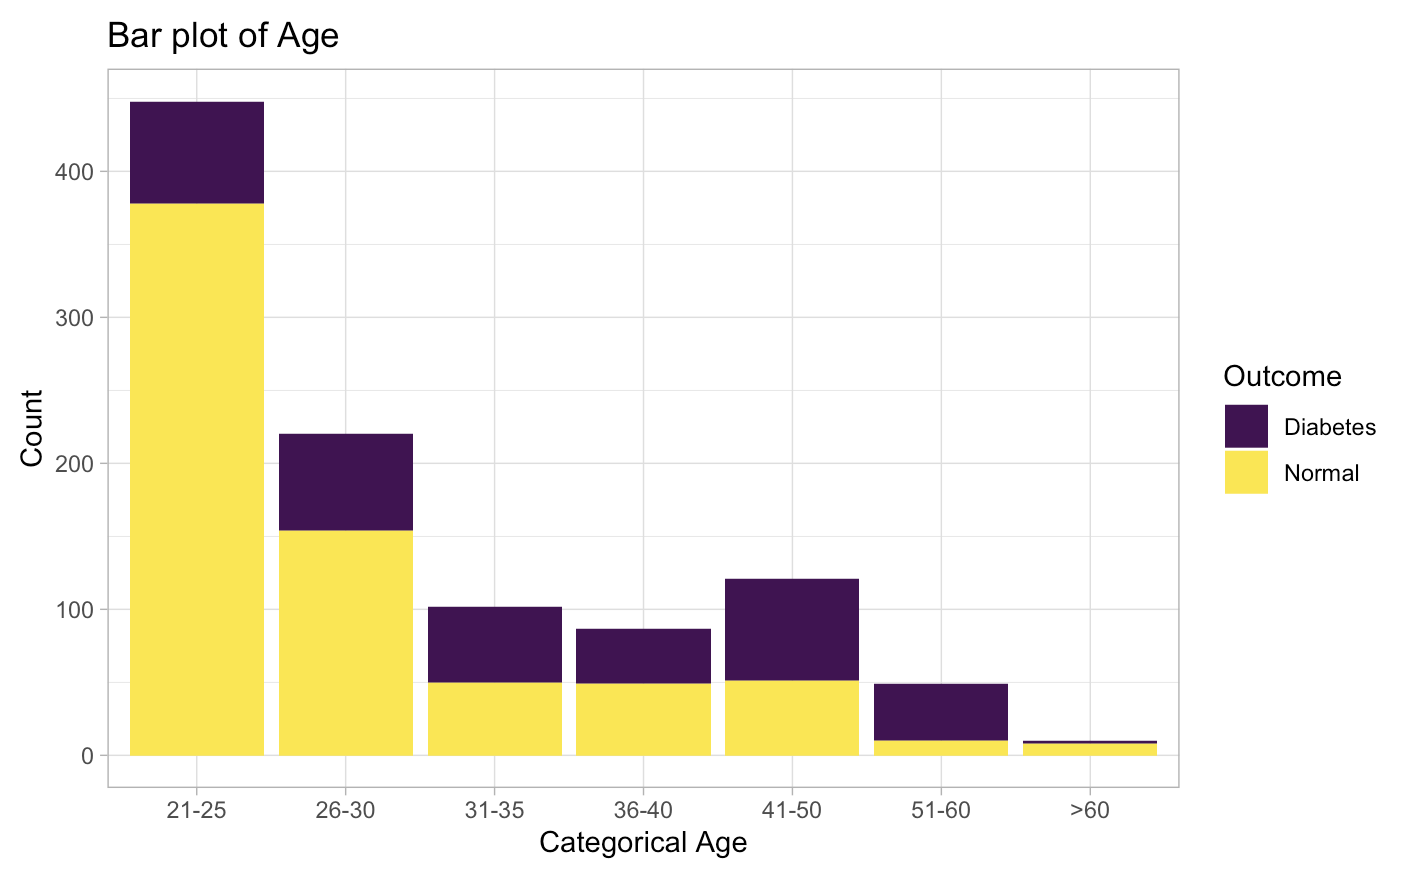 Bar plot of Age
Count
400
300
200
100
0
21-25 26-30 31-35 36-40 41-50 51-60 >60
Categorical Age
Outcome
Diabetes
Normal